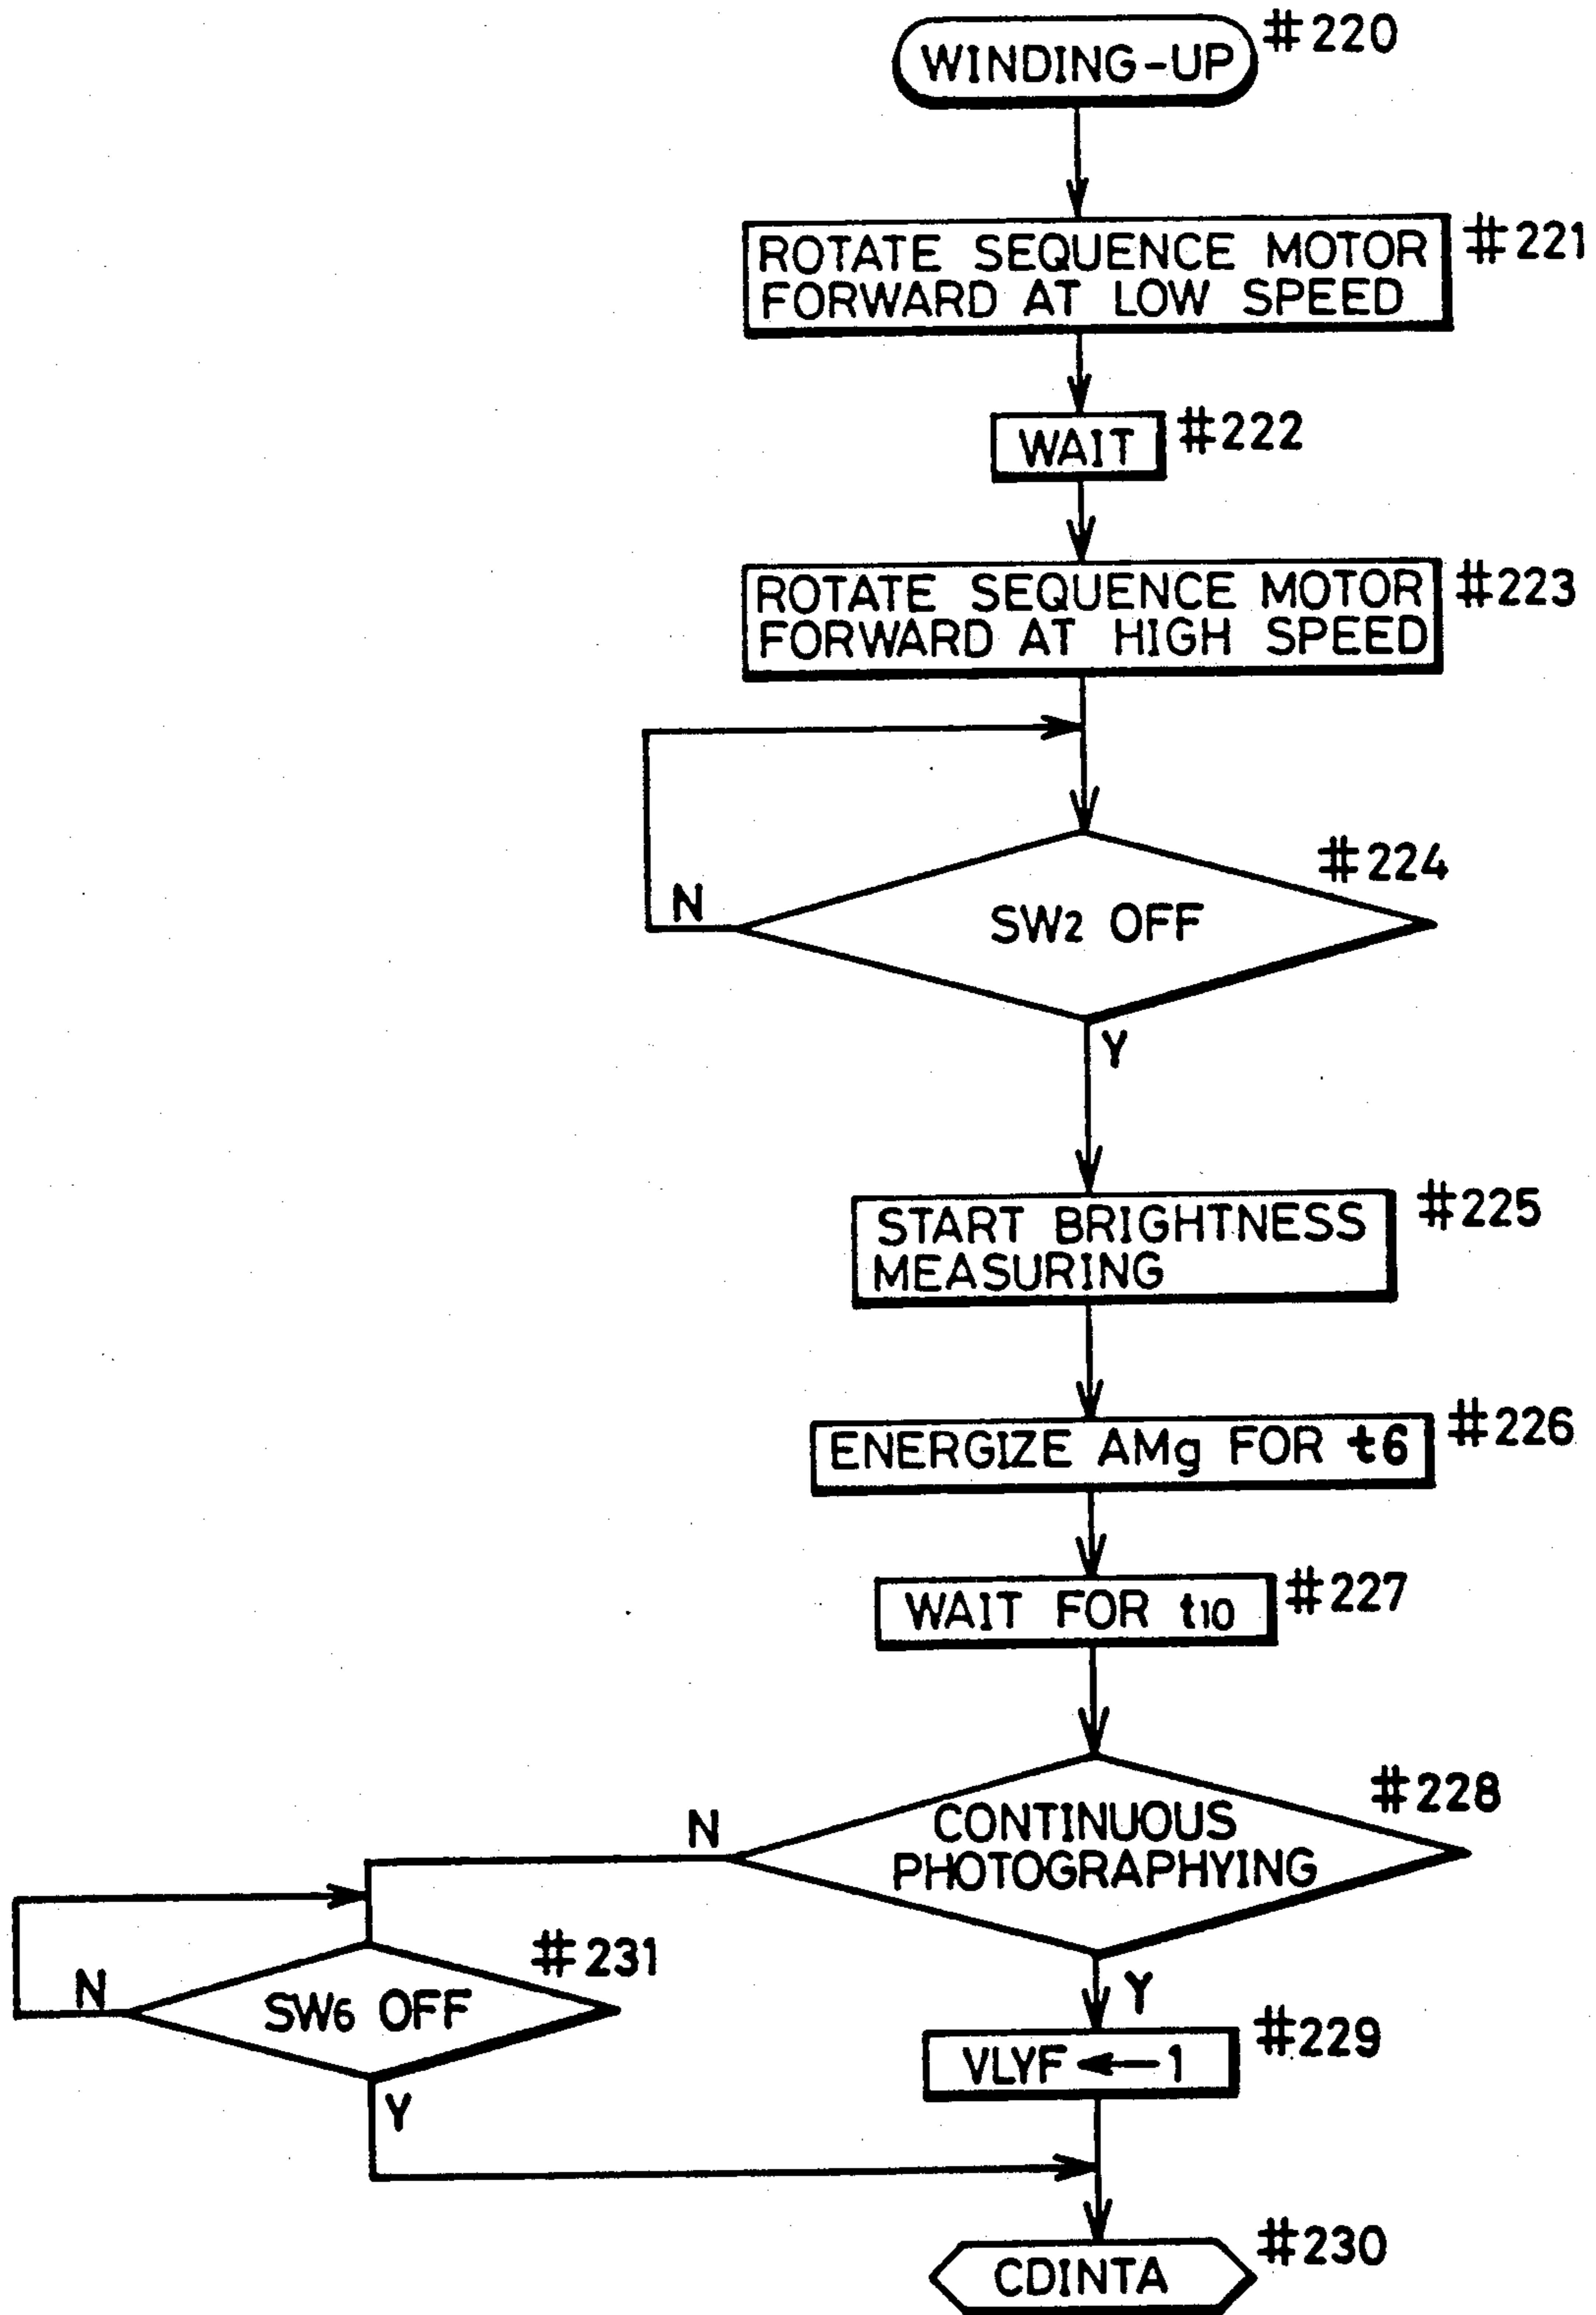 WINDING-UP #220
ROTATE SEQUENCE MOTOR #221
FORWARD AT LOW SPEED
WAIT #222
ROTATE SEQUENCE MOTOR #223
FORWARD AT HIGH SPEED
#224
N SW2 OFF
Y
START BRIGHTNESS #225
MEASURING
ENERGIZE AMg FOR t6 #226
WAIT FOR t10 #227
#228
N CONTINUOUS
PHOTOGRAPHYING
#231
N SW6 OFF
Y
Y
VLYF ← 1 #229
CDINTA #230